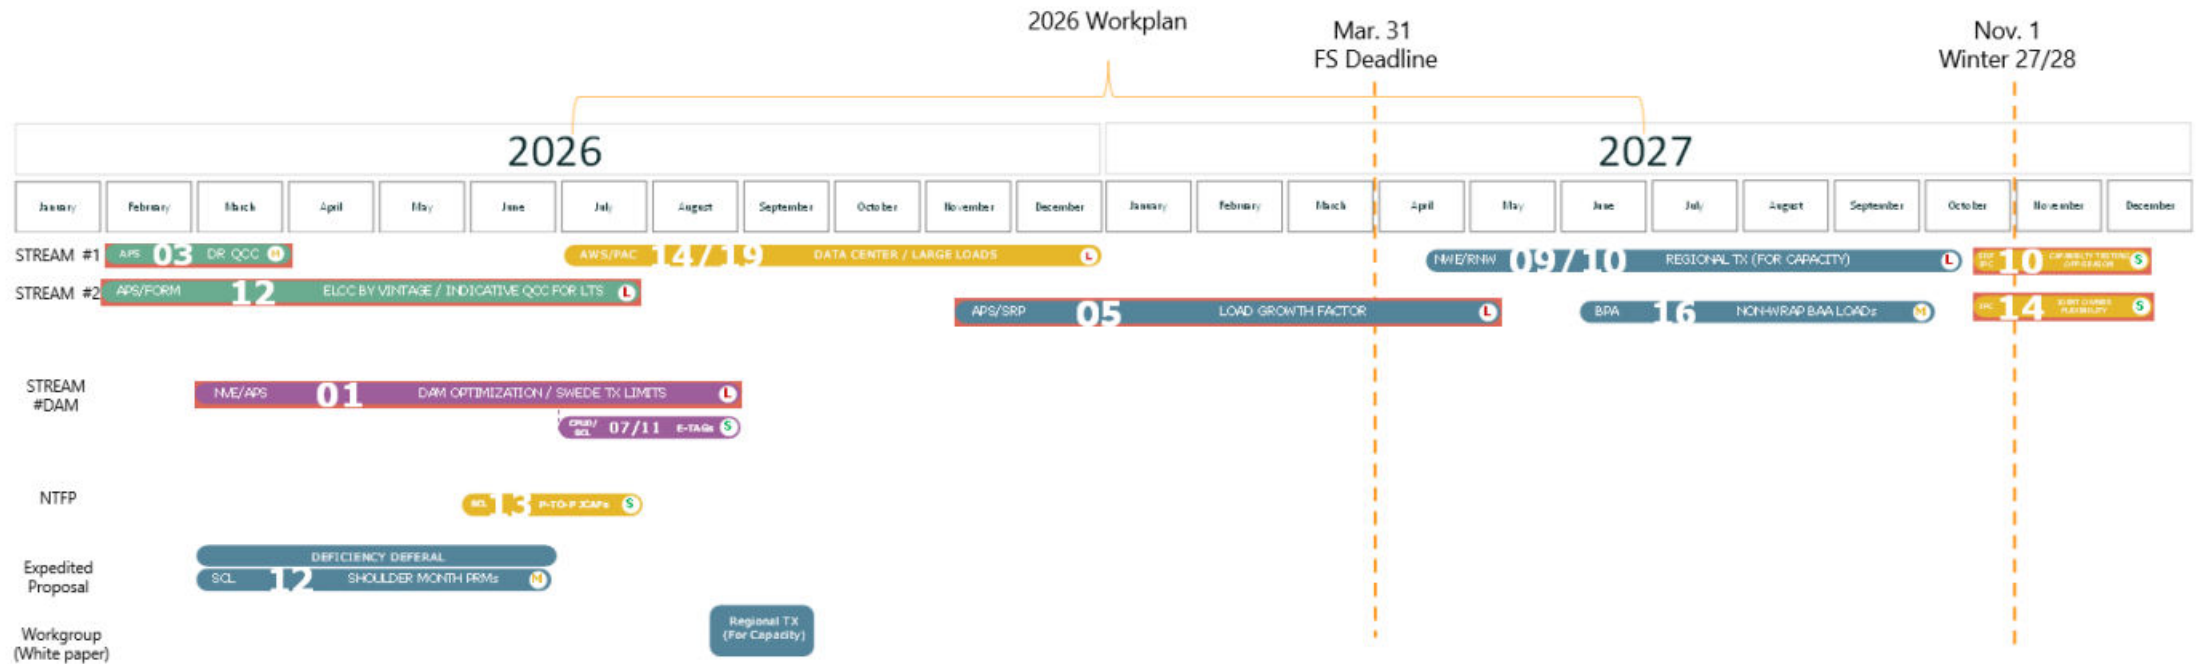 2026 Workplan
Mar. 31
FS Deadline
Nov. 1
Winter 27/28
2026
2027
January February March April May June July August September October November December January February March April May June July August September October November December
STREAM #1
APS 03 DR QCC M
AWS/PAC 14/19 DATA CENTER / LARGE LOADS L
NWE/RNW 09/10 REGIONAL TX (FOR CAPACITY) L
10 S
STREAM #2
APS/FORM 12 ELCC BY VINTAGE / INDICATIVE QCC FOR LTS L
APS/SRP 05 LOAD GROWTH FACTOR L
BPA 16 NON-WRAP BAA LOADs M
14 S
STREAM
#DAM
NVE/APS 01 DAM OPTIMIZATION / SWEDE TX LIMITS L
07/11 E-TAGs S
NTFP
SCL 13 P-TO-P JCAFs S
Expedited
Proposal
DEFICIENCY DEFERAL
SCL 12 SHOULDER MONTH PRMs M
Workgroup
(White paper)
Regional TX
(For Capacity)